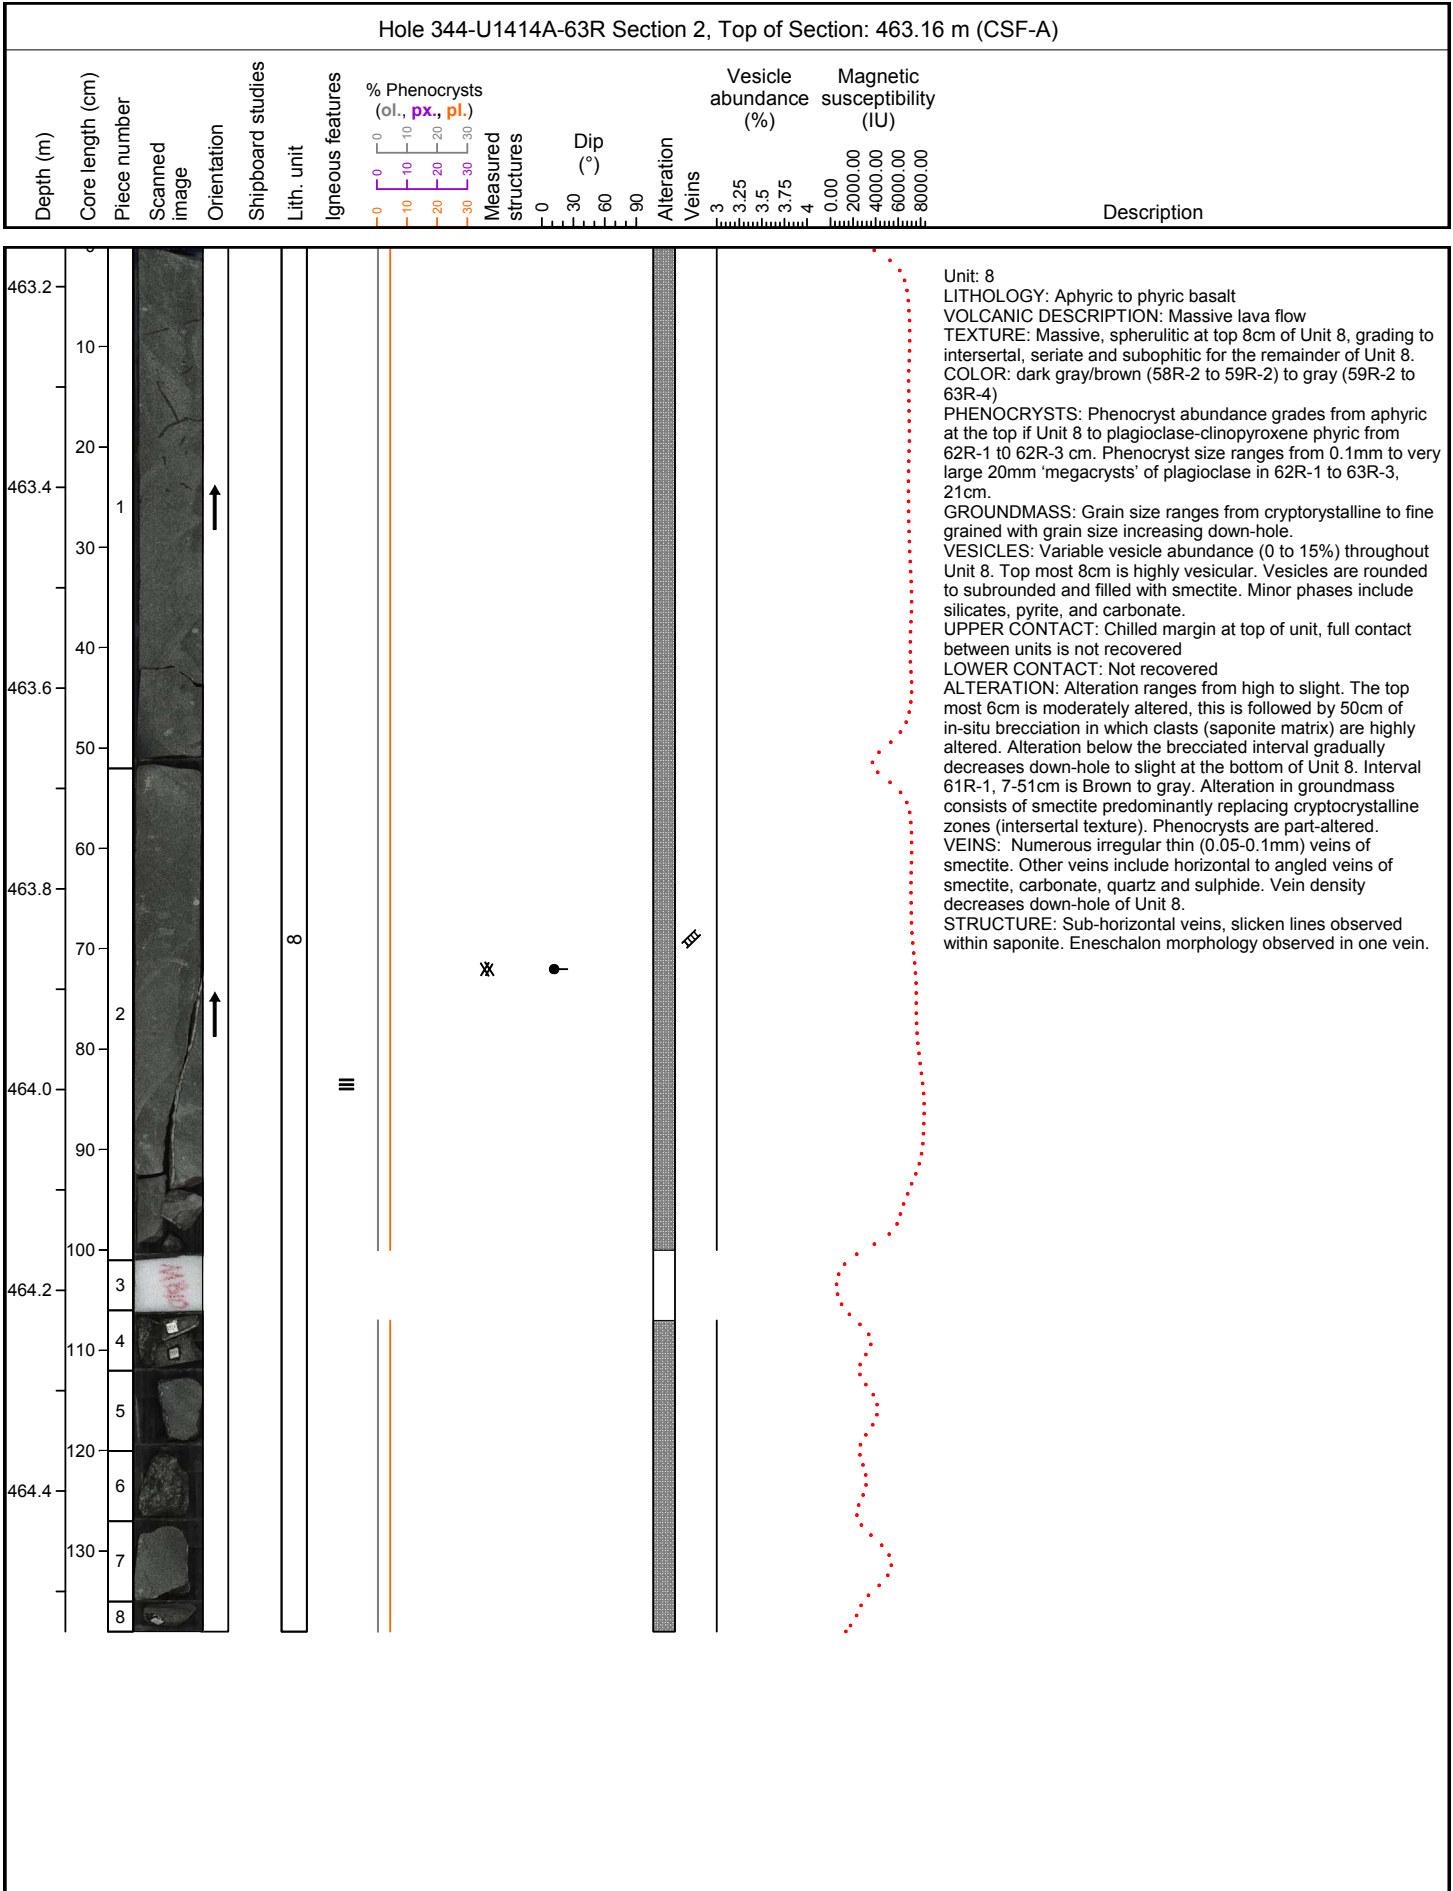 Hole 344-U1414A-63R Section 2, Top of Section: 463.16 m (CSF-A)
Depth (m)
Core length (cm)
Piece number
Scanned
image
Orientation
Shipboard studies
Lith. unit
Igneous features
% Phenocrysts
(ol., px., pl.)
0 10 20 30
0 10 20 30
0 10 20 30
Measured
structures
Dip
(°)
0 30 60 90
Alteration
Veins
Vesicle
abundance
(%)
3 3.25 3.5 3.75 4
Magnetic
susceptibility
(IU)
0.00 2000.00 4000.00 6000.00 8000.00
Description
463.2
463.4
463.6
463.8
464.0
464.2
464.4
10
20
30
40
50
60
70
80
90
100
110
120
130
1
2
3
4
5
6
7
8
8
Unit: 8
LITHOLOGY: Aphyric to phyric basalt
VOLCANIC DESCRIPTION: Massive lava flow
TEXTURE: Massive, spherulitic at top 8cm of Unit 8, grading to
intersertal, seriate and subophitic for the remainder of Unit 8.
COLOR: dark gray/brown (58R-2 to 59R-2) to gray (59R-2 to
63R-4)
PHENOCRYSTS: Phenocryst abundance grades from aphyric
at the top if Unit 8 to plagioclase-clinopyroxene phyric from
62R-1 t0 62R-3 cm. Phenocryst size ranges from 0.1mm to very
large 20mm ‘megacrysts’ of plagioclase in 62R-1 to 63R-3,
21cm.
GROUNDMASS: Grain size ranges from cryptorystalline to fine
grained with grain size increasing down-hole.
VESICLES: Variable vesicle abundance (0 to 15%) throughout
Unit 8. Top most 8cm is highly vesicular. Vesicles are rounded
to subrounded and filled with smectite. Minor phases include
silicates, pyrite, and carbonate.
UPPER CONTACT: Chilled margin at top of unit, full contact
between units is not recovered
LOWER CONTACT: Not recovered
ALTERATION: Alteration ranges from high to slight. The top
most 6cm is moderately altered, this is followed by 50cm of
in-situ brecciation in which clasts (saponite matrix) are highly
altered. Alteration below the brecciated interval gradually
decreases down-hole to slight at the bottom of Unit 8. Interval
61R-1, 7-51cm is Brown to gray. Alteration in groundmass
consists of smectite predominantly replacing cryptocrystalline
zones (intersertal texture). Phenocrysts are part-altered.
VEINS: Numerous irregular thin (0.05-0.1mm) veins of
smectite. Other veins include horizontal to angled veins of
smectite, carbonate, quartz and sulphide. Vein density
decreases down-hole of Unit 8.
STRUCTURE: Sub-horizontal veins, slicken lines observed
within saponite. Eneschalon morphology observed in one vein.